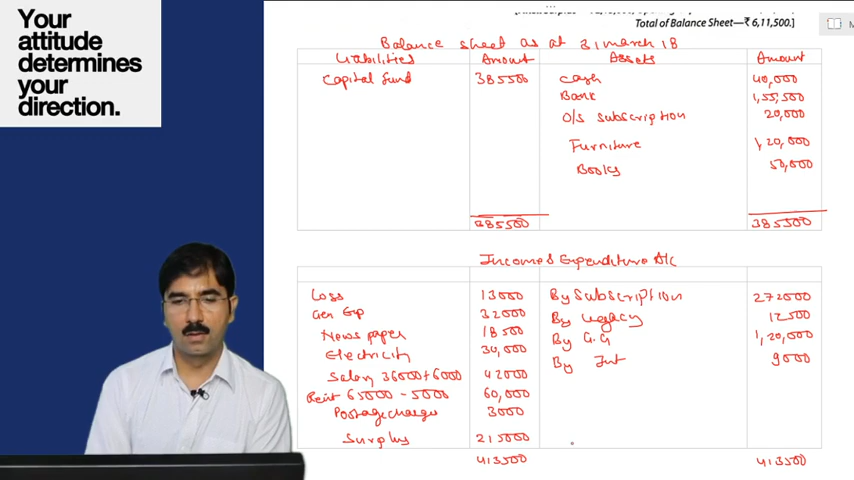 Your
attitude
determines
your
direction.
Total of Balance Sheet—₹ 6,11,500.]
Balance sheet as at 31 march 18
Liabilities Amount Assets Amount
Capital fund 385500 Cash 40,000
Bank 1,55,500
O/S subscription 20,000
Furniture 1,20,000
Books 50,000
385500 385500
Income & Expenditure A/c
Loss 13000 By Subscription 272000
Gen Exp 32000 By Legacy 12500
News paper 18500 By G.G 1,20,000
Electricity 30,000 By Int 9000
Salary 36000+6000 42000
Rent 65000 - 5000 60,000
Postage charges 3000
Surplus 215000
413500 413500